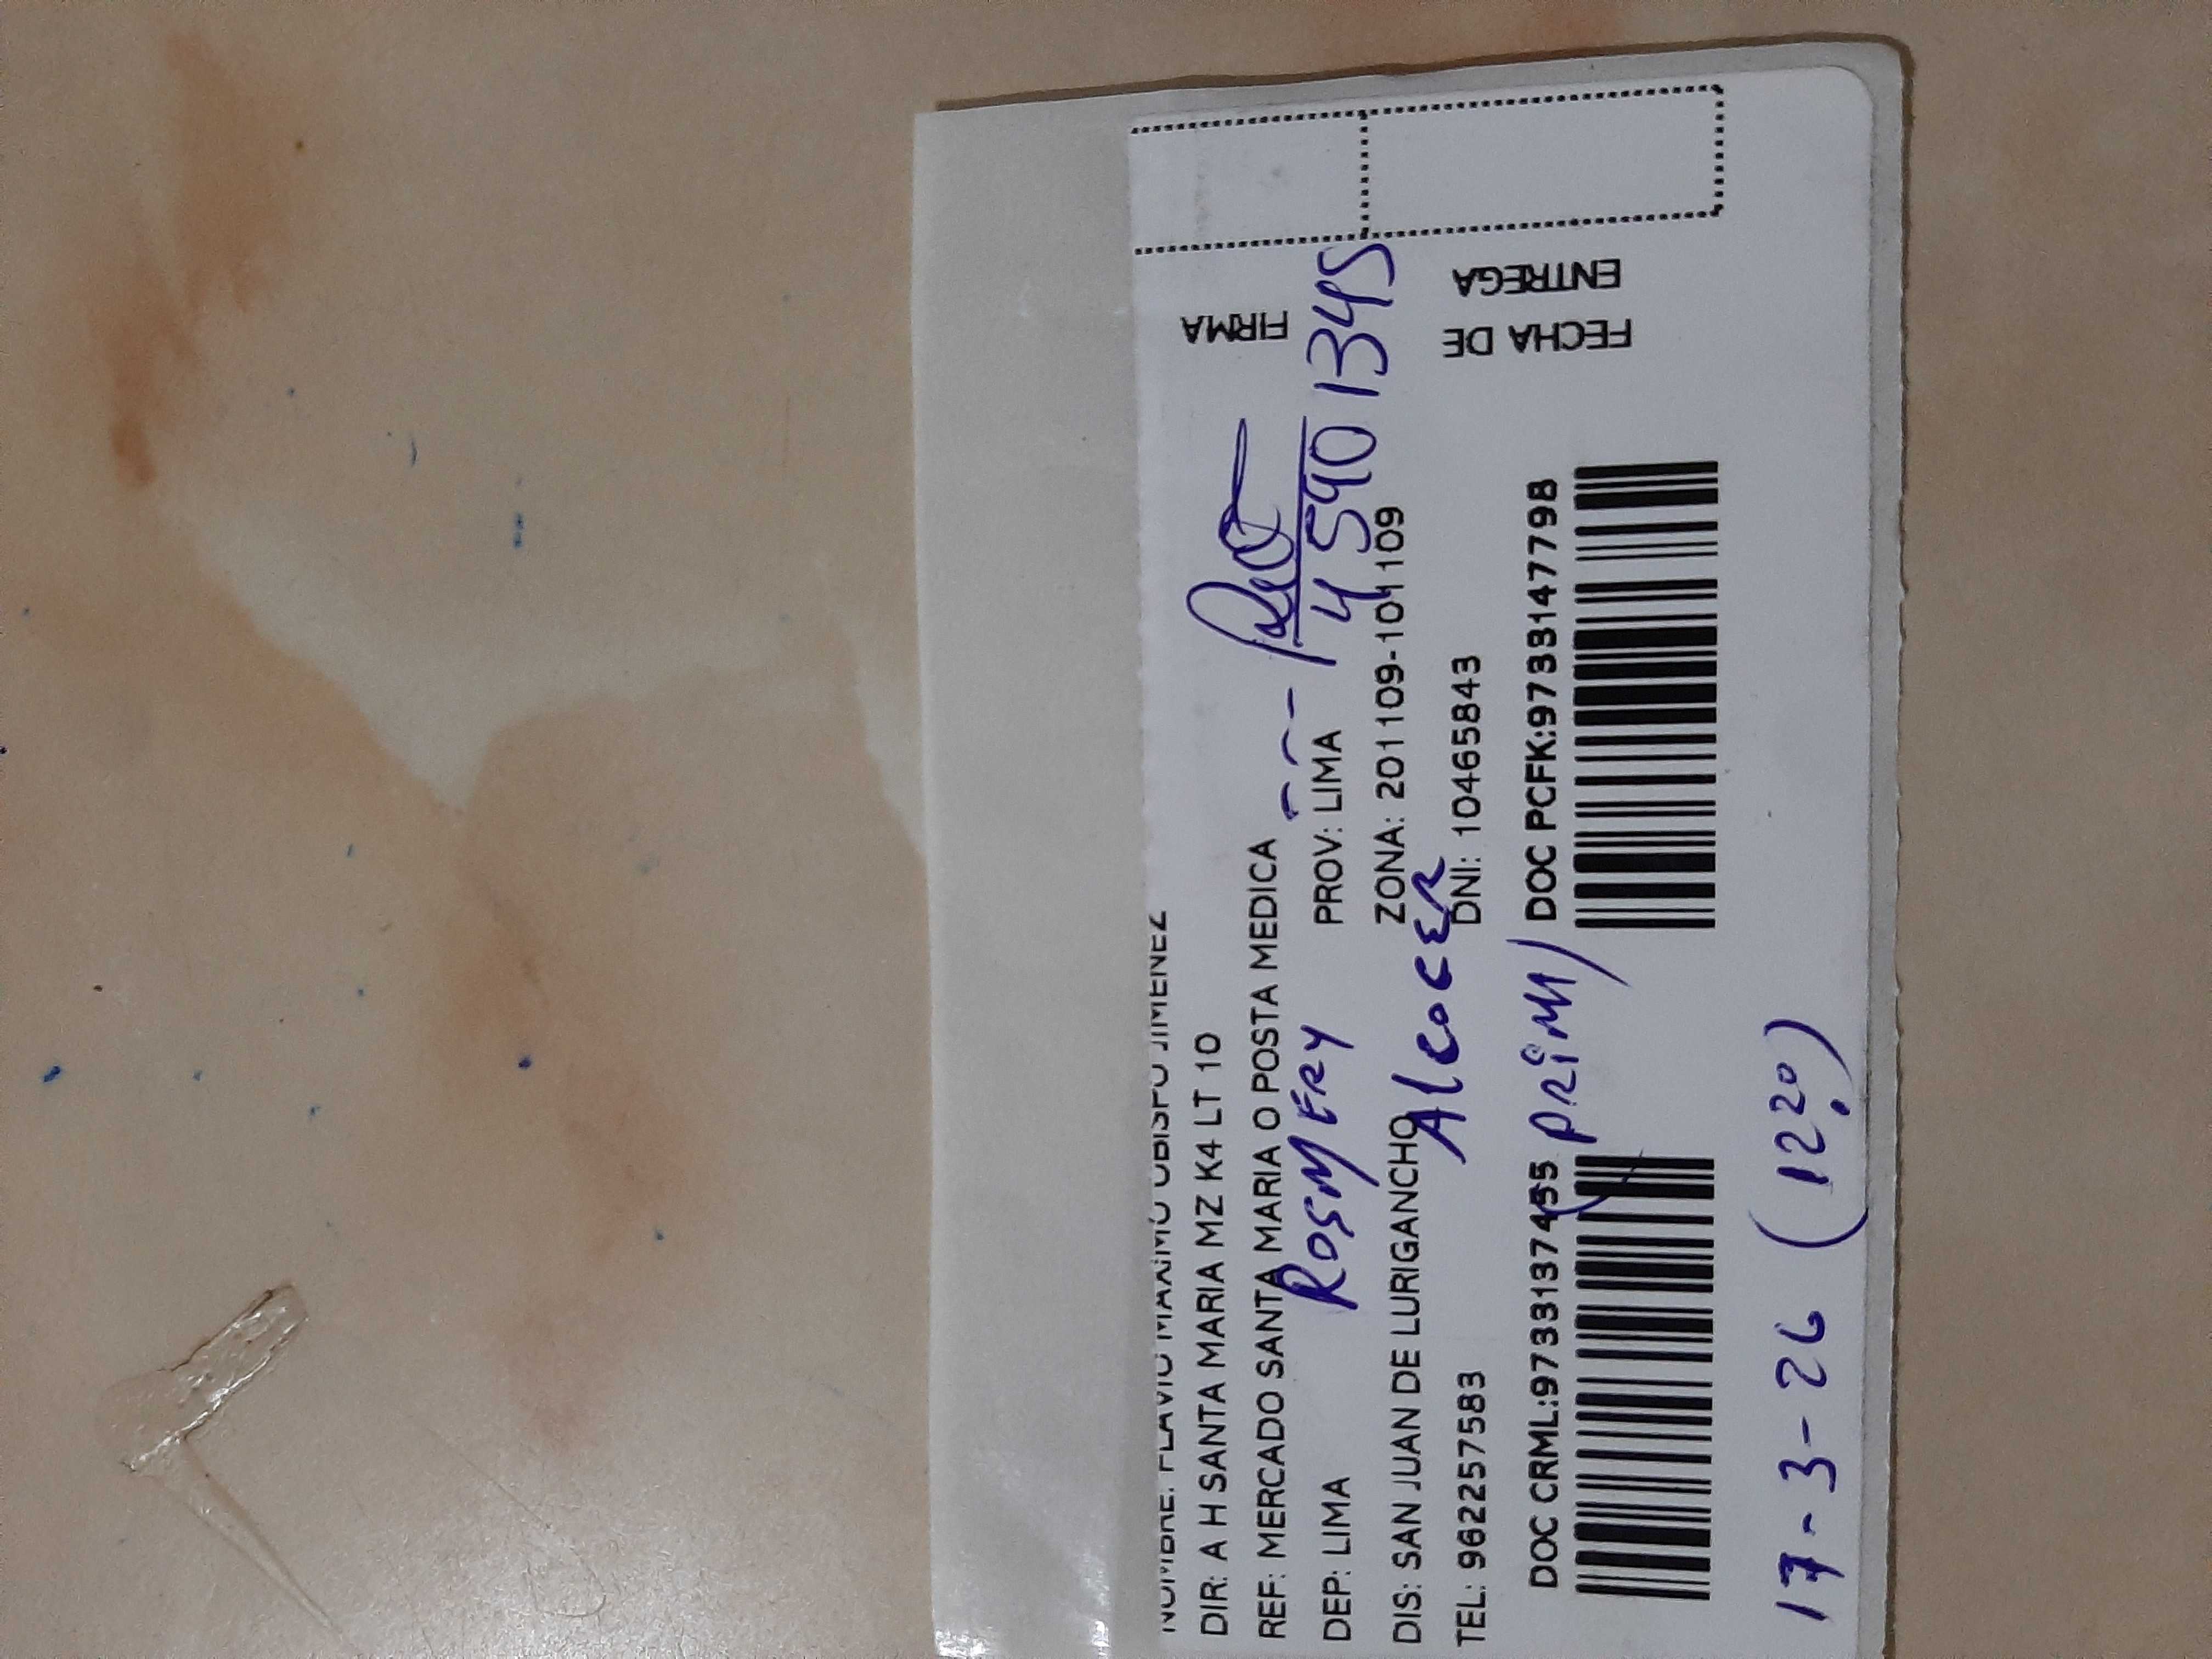 NOMBRE: FLAVIO MAXIMO OBISPO JIMENEZ
DIR: A H SANTA MARIA MZ K4 LT 10
REF: MERCADO SANTA MARIA O POSTA MEDICA
ROSMERY
DEP: LIMA PROV: LIMA
45901345
DIS: SAN JUAN DE LURIGANCHO ZONA: 201109-101109
Alcocer
TEL: 962257583 DNI: 10465843
(PRIM)
DOC CRML:9733137455 DOC PCFK:9733147798
17-3-26 (12.20)
FIRMA
FECHA DE
ENTREGA